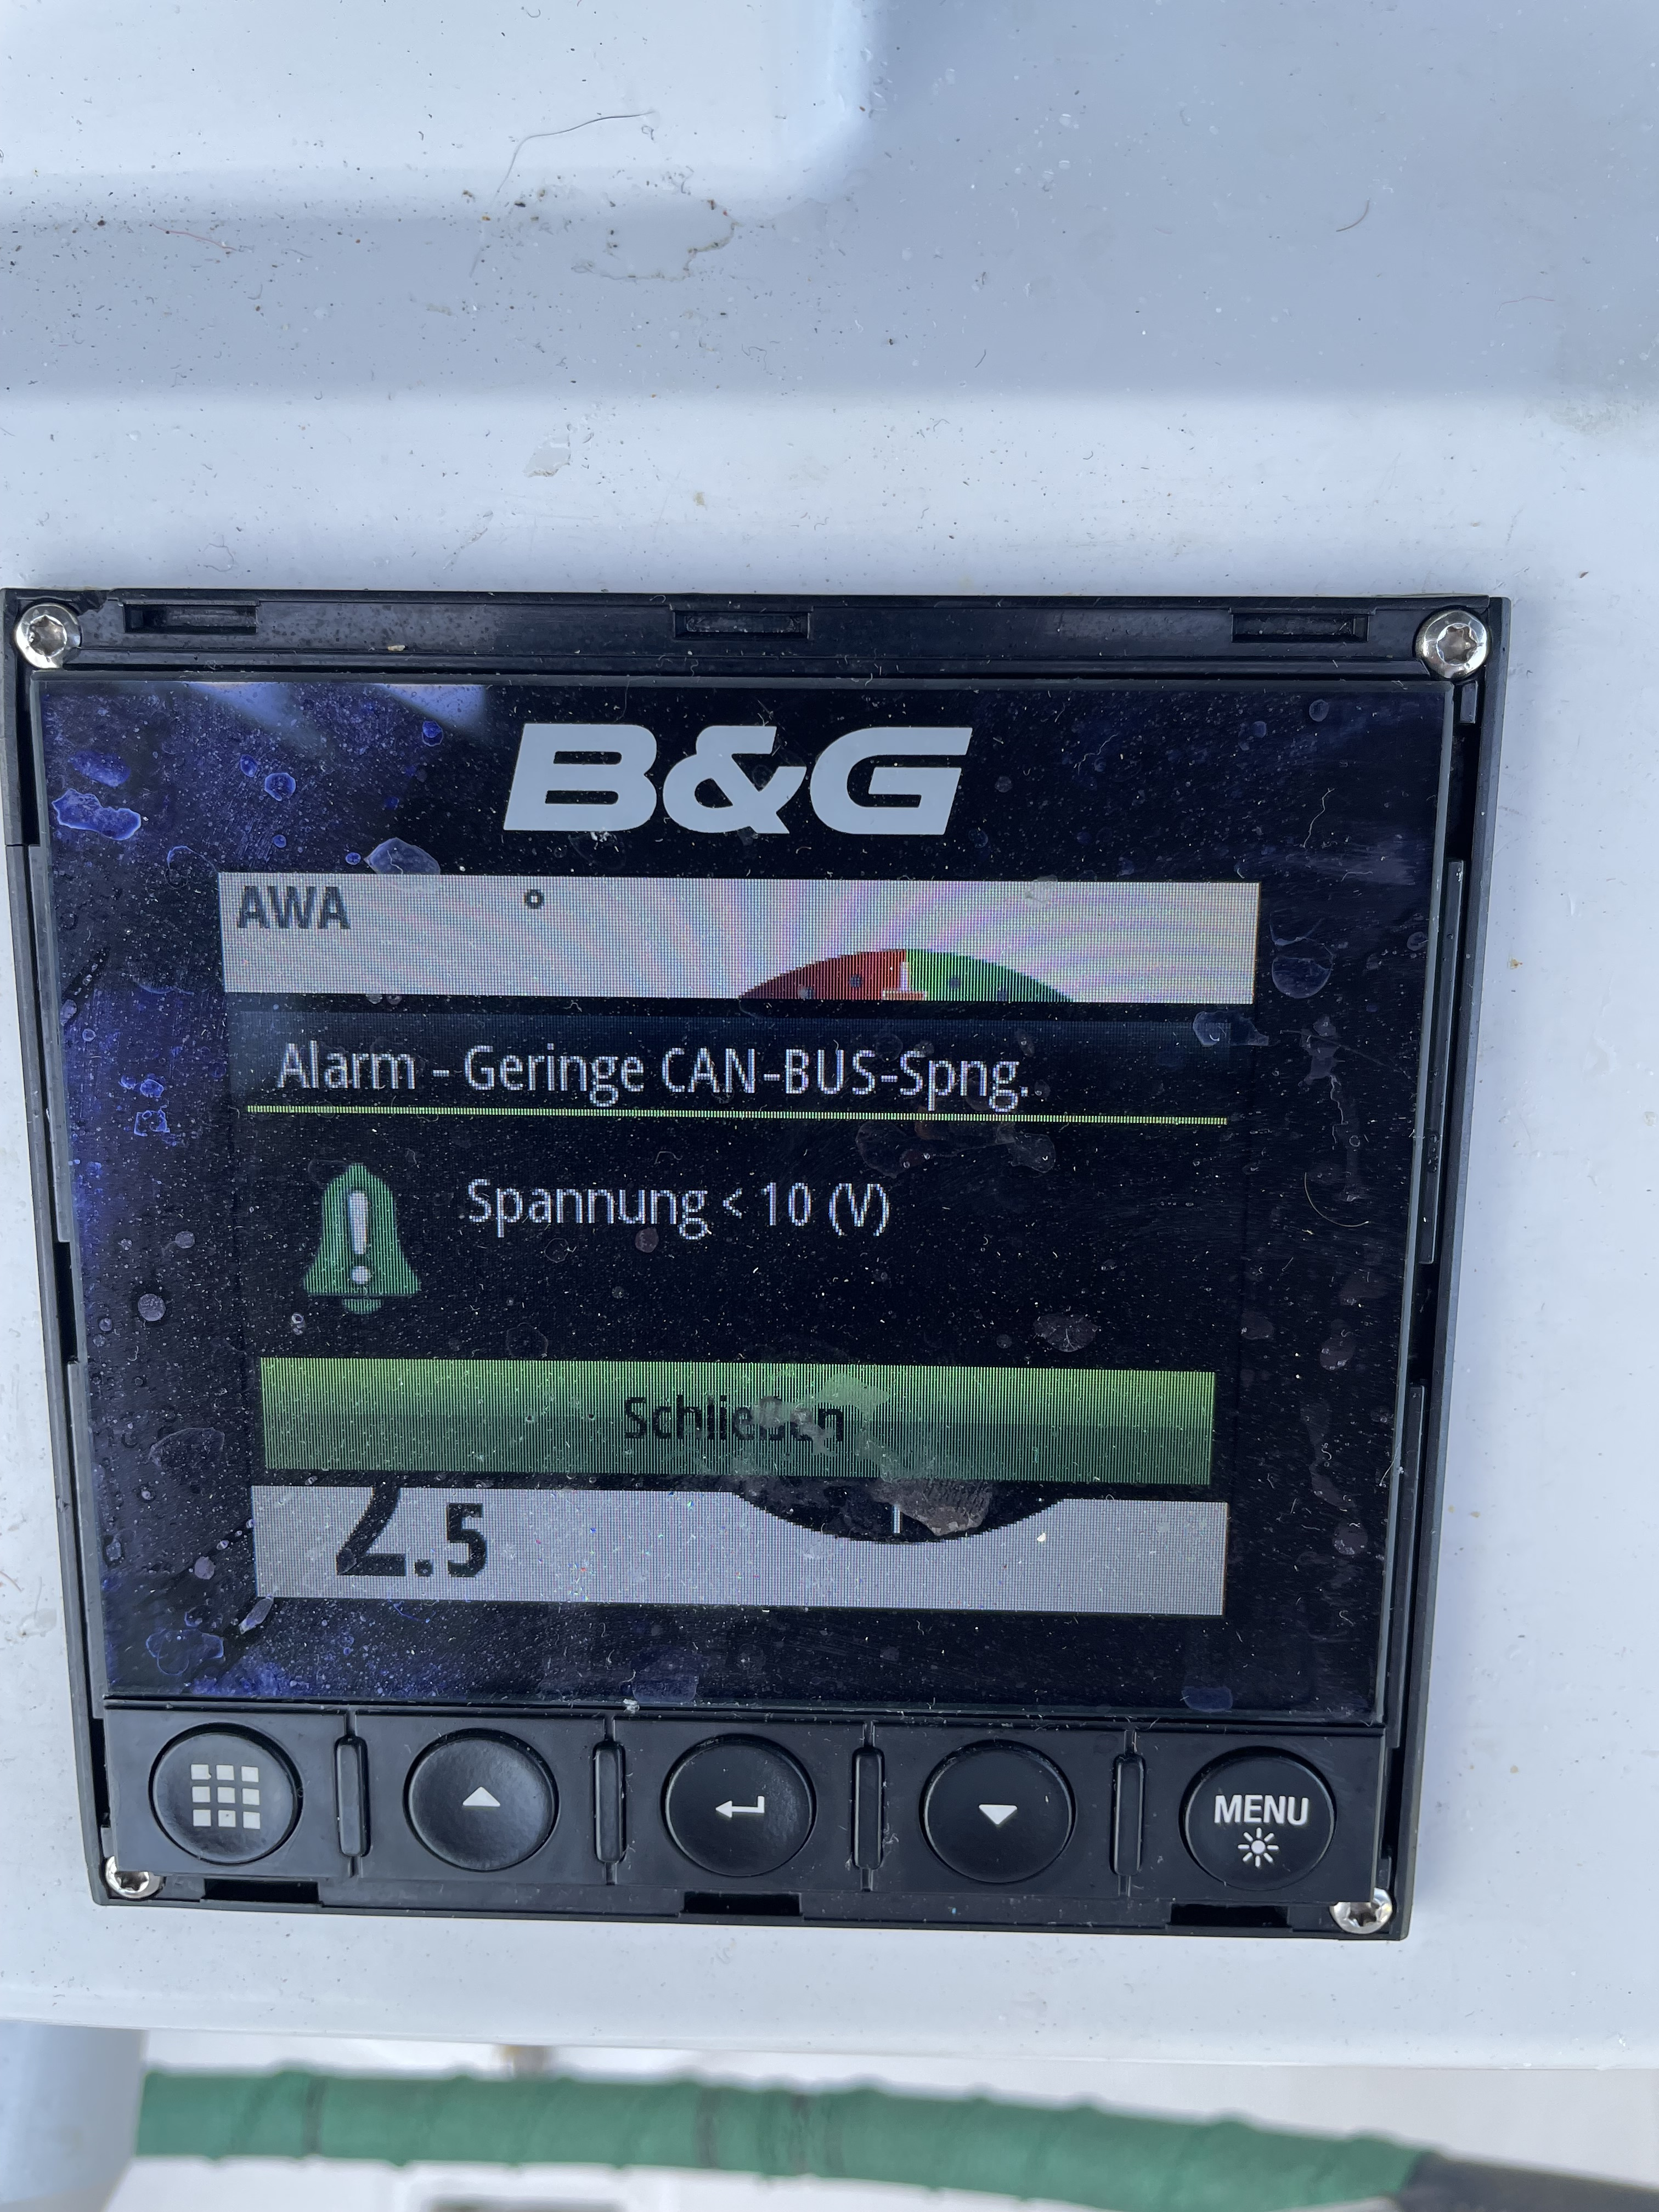 B&G
AWA °
Alarm - Geringe CAN-BUS-Spng.
Spannung < 10 (V)
Schließen
2.5
MENU